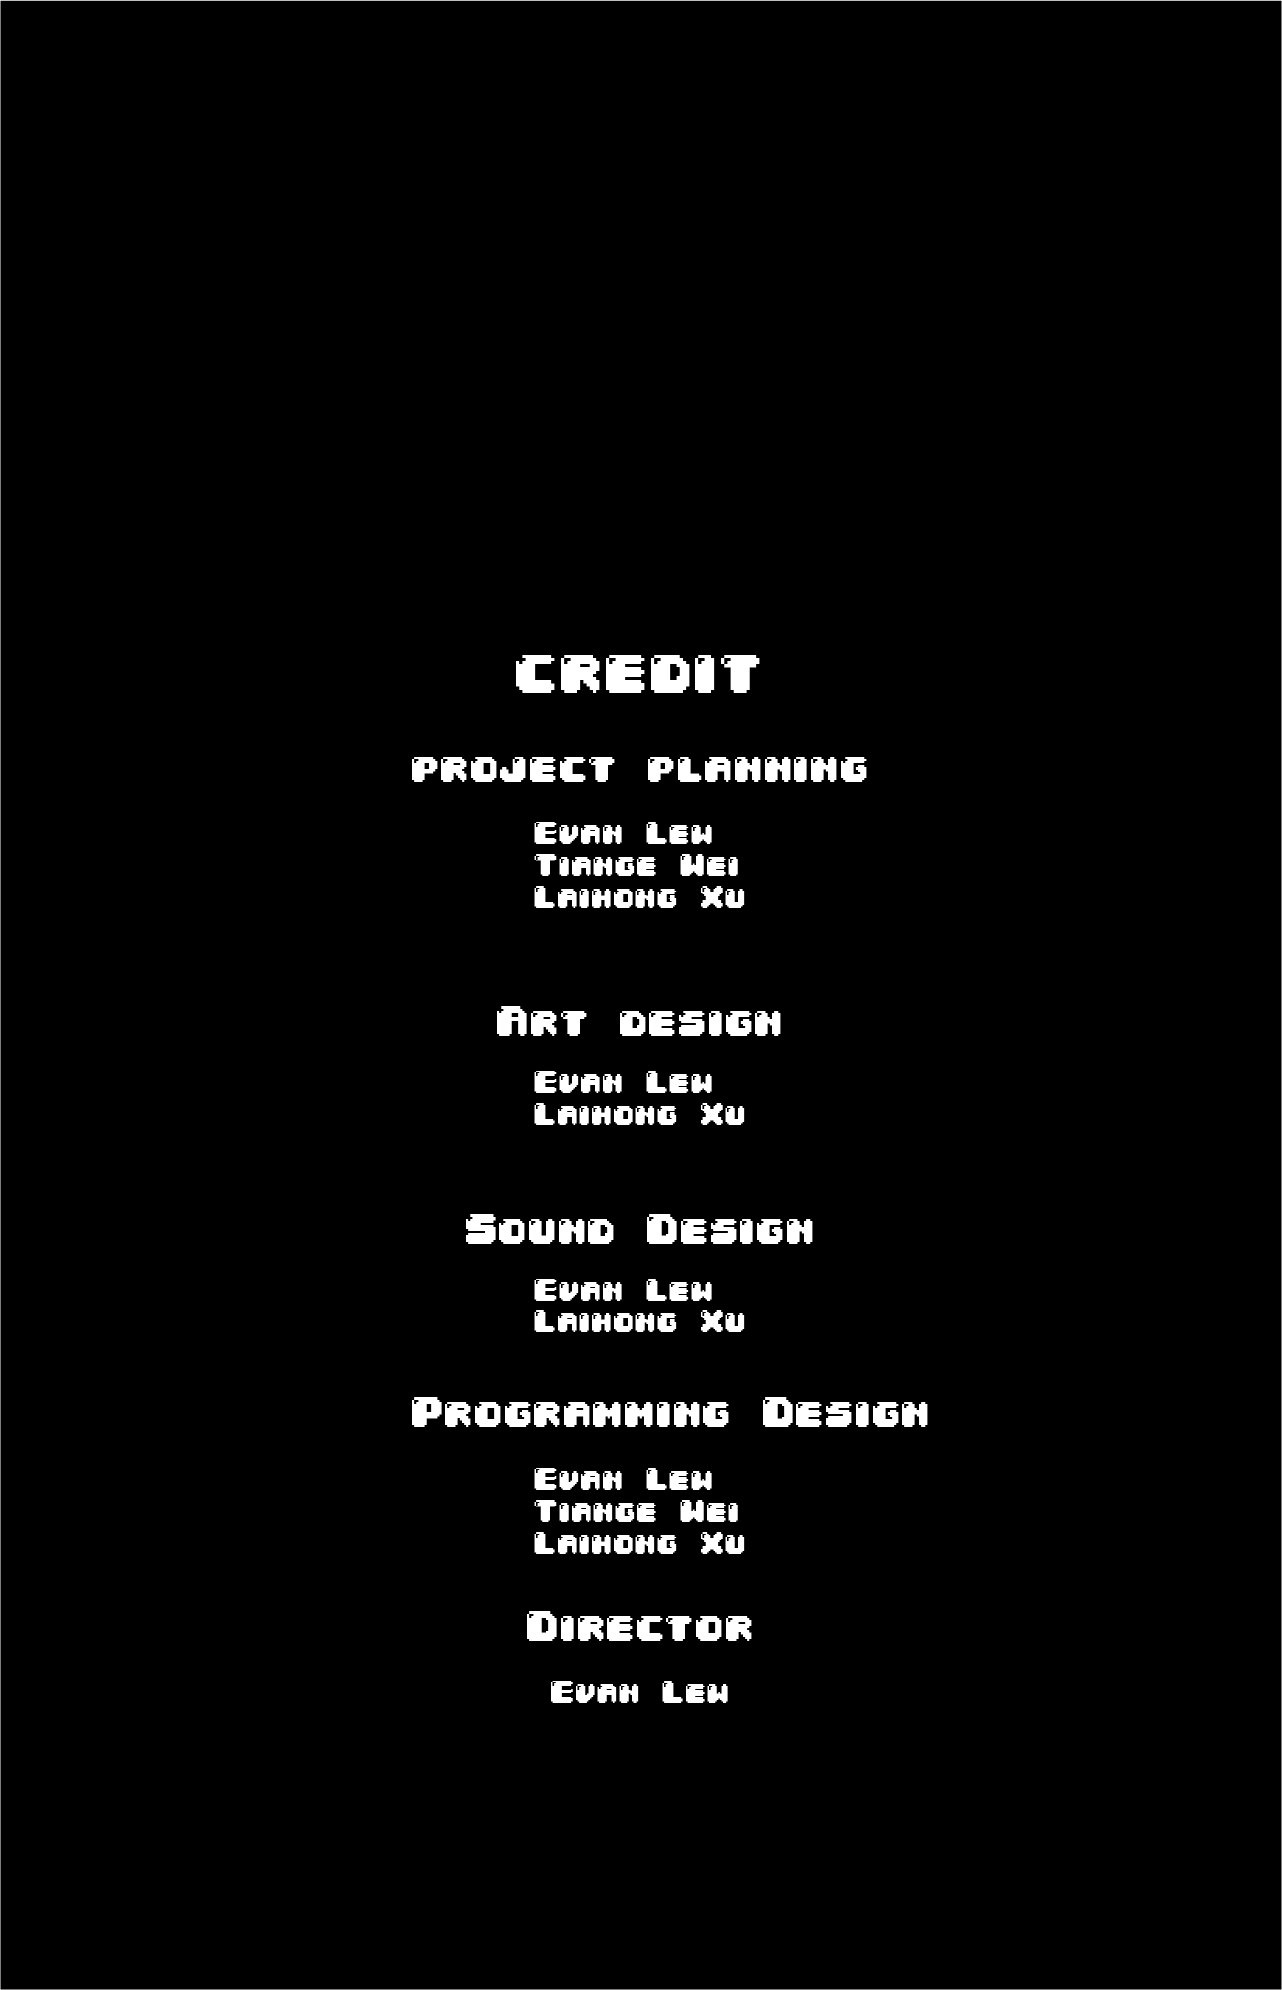 CREDIT
PROJECT PLANNING
Evan Lew
Tiange Wei
Laihong Xu
Art design
Evan Lew
Laihong Xu
Sound Design
Evan Lew
Laihong Xu
Programming Design
Evan Lew
Tiange Wei
Laihong Xu
Director
Evan Lew